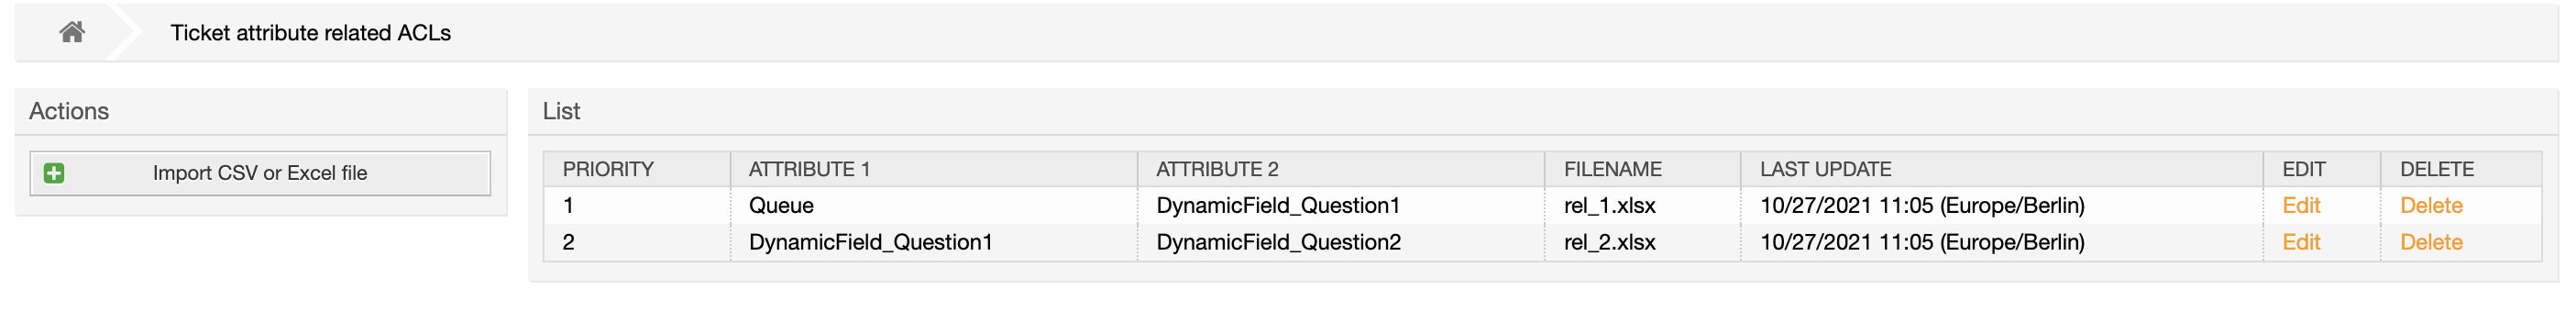 Ticket attribute related ACLs
Actions
Import CSV or Excel file
List
PRIORITY ATTRIBUTE 1 ATTRIBUTE 2 FILENAME LAST UPDATE EDIT DELETE
1 Queue DynamicField_Question1 rel_1.xlsx 10/27/2021 11:05 (Europe/Berlin) Edit Delete
2 DynamicField_Question1 DynamicField_Question2 rel_2.xlsx 10/27/2021 11:05 (Europe/Berlin) Edit Delete